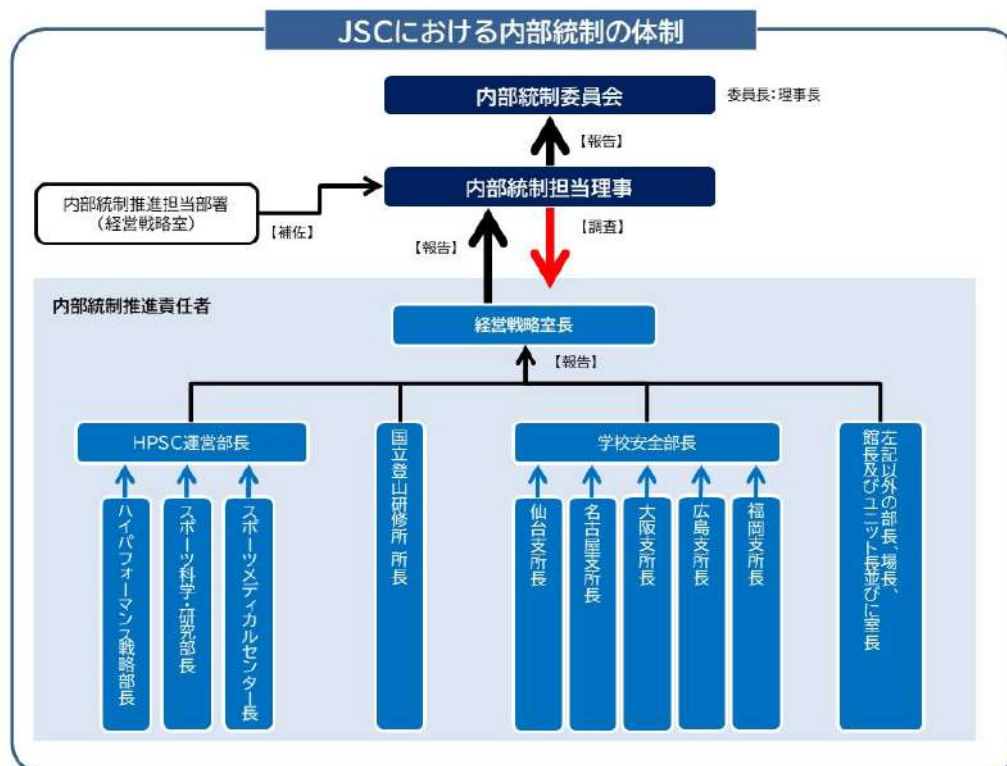 JSCにおける内部統制の体制
内部統制委員会
委員長：理事長
【報告】
内部統制担当理事
内部統制推進担当部署
（経営戦略室）
【補佐】
【報告】
【調査】
内部統制推進責任者
経営戦略室長
【報告】
HPSC運営部長
ハイパフォーマンス戦略部長
スポーツ科学・研究部長
スポーツメディカルセンター長
国立登山研修所 所長
学校安全部長
仙台支所長
名古屋支所長
大阪支所長
広島支所長
福岡支所長
左記以外の部長、場長、
館長及びユニット長並びに室長